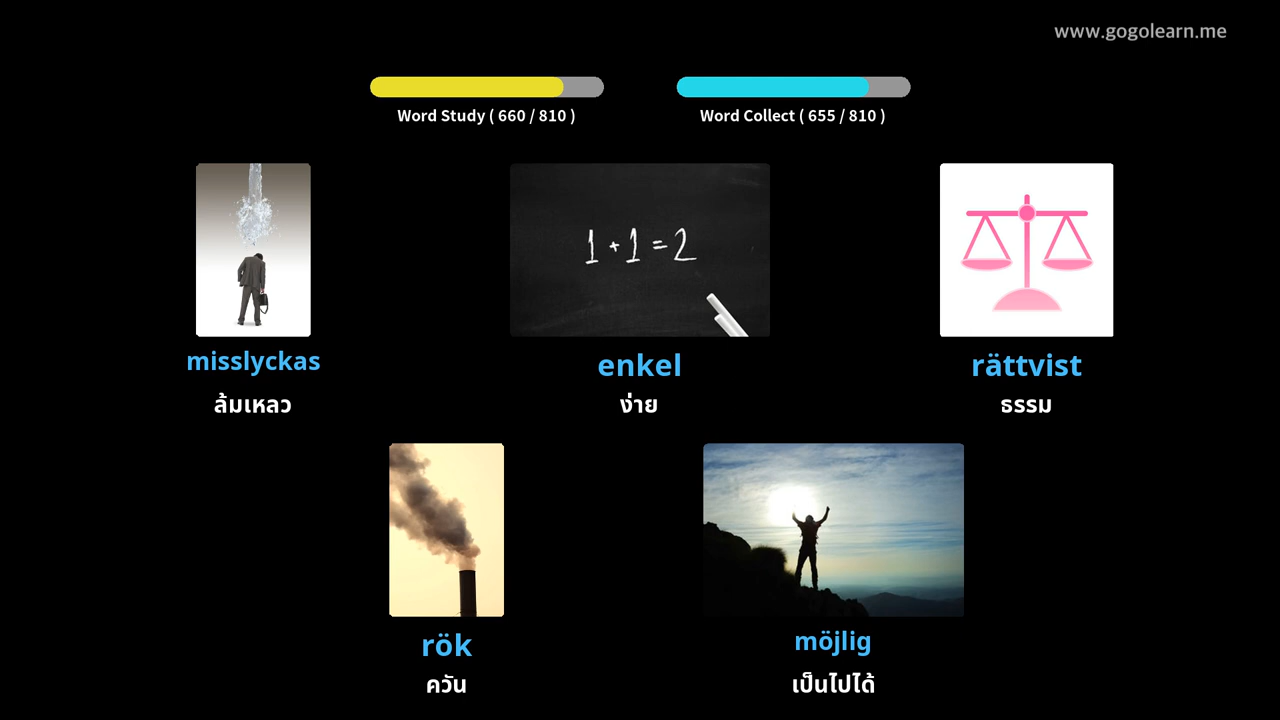 www.gogolearn.me
Word Study ( 660 / 810 )
Word Collect ( 655 / 810 )
1 + 1 = 2
misslyckas
ล้มเหลว
enkel
ง่าย
rättvist
ธรรม
rök
ควัน
möjlig
เป็นไปได้